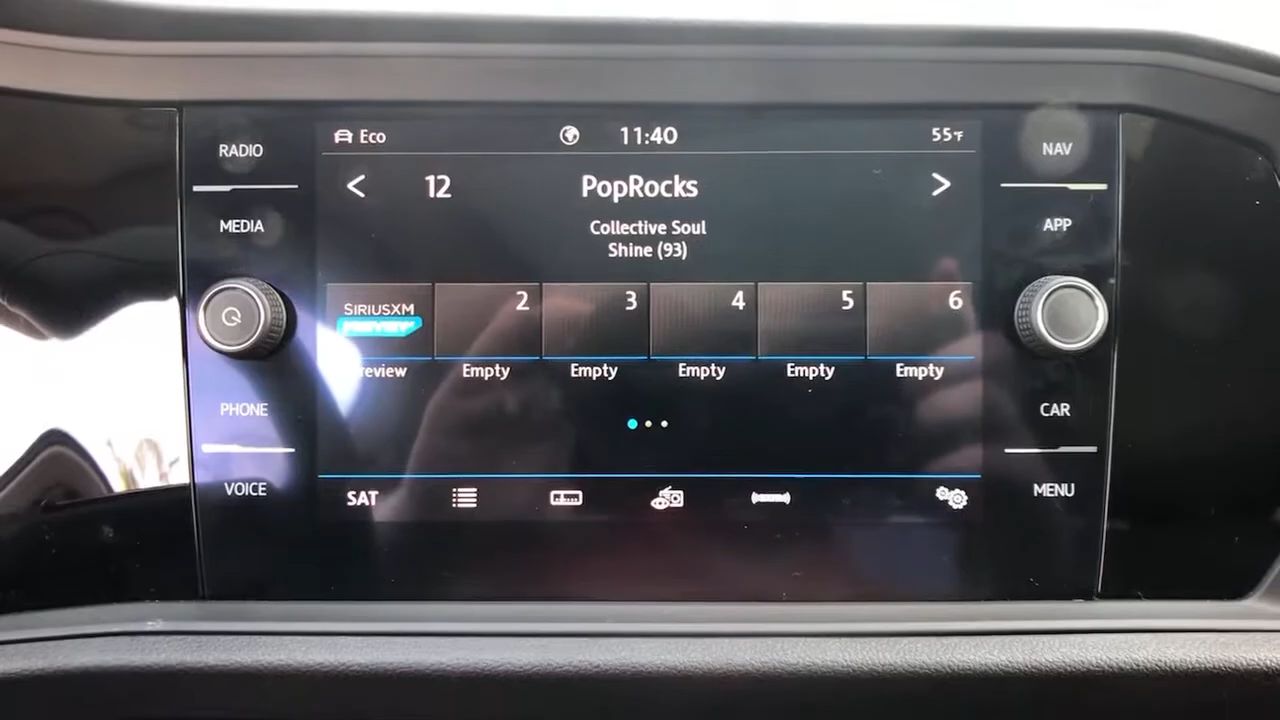 RADIO
MEDIA
PHONE
VOICE
Eco
11:40
55°F
12
PopRocks
Collective Soul
Shine (93)
SIRIUSXM
2
3
4
5
6
review
Empty
Empty
Empty
Empty
Empty
SAT
NAV
APP
CAR
MENU